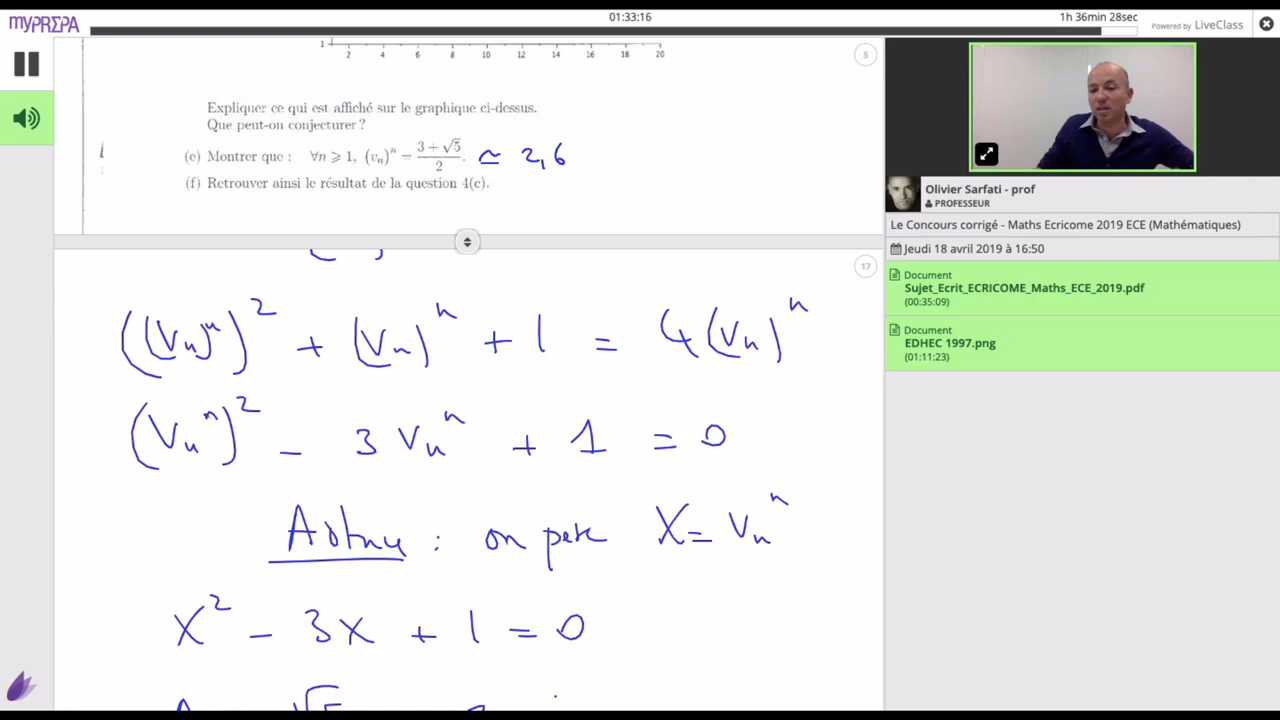 01:33:16
1h 36min 28sec
MYPREPA
Powered by LiveClass
1
2 4 6 8 10 12 14 16 18 20
5
Expliquer ce qui est affiché sur le graphique ci-dessus.
Que peut-on conjecturer ?
(e) Montrer que : ∀n ⩾ 1, (vₙ)ⁿ = (3 + √5)/2. ≃ 2,6
(f) Retrouver ainsi le résultat de la question 4(c).
17
((Vₙ)ⁿ)² + (Vₙ)ⁿ + 1 = 4(Vₙ)ⁿ
(Vₙⁿ)² - 3 Vₙⁿ + 1 = 0
Astuce : on pose X = Vₙⁿ
X² - 3X + 1 = 0
Olivier Sarfati - prof
PROFESSEUR
Le Concours corrigé - Maths Ecricome 2019 ECE (Mathématiques)
Jeudi 18 avril 2019 à 16:50
Document
Sujet_Ecrit_ECRICOME_Maths_ECE_2019.pdf
(00:35:09)
Document
EDHEC 1997.png
(01:11:23)